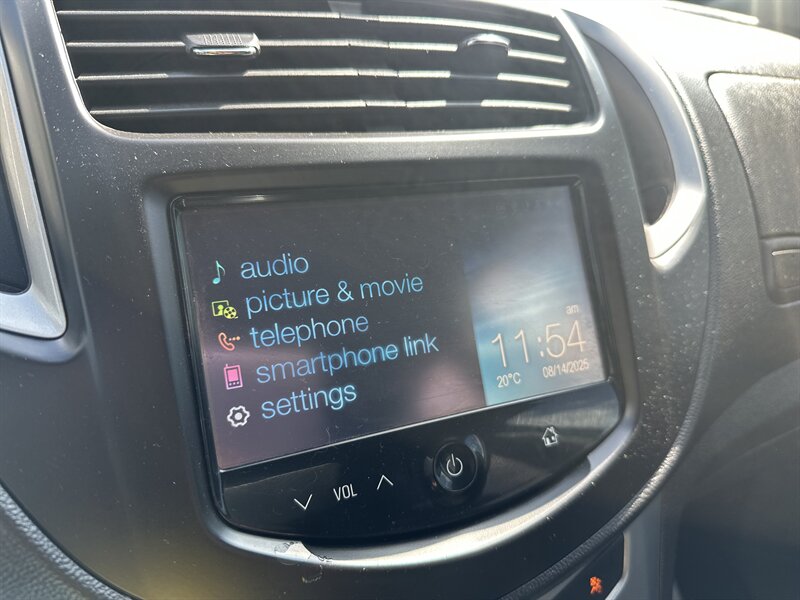 audio
picture & movie
telephone
smartphone link
settings
am
11:54
20°C 08/14/2025
VOL